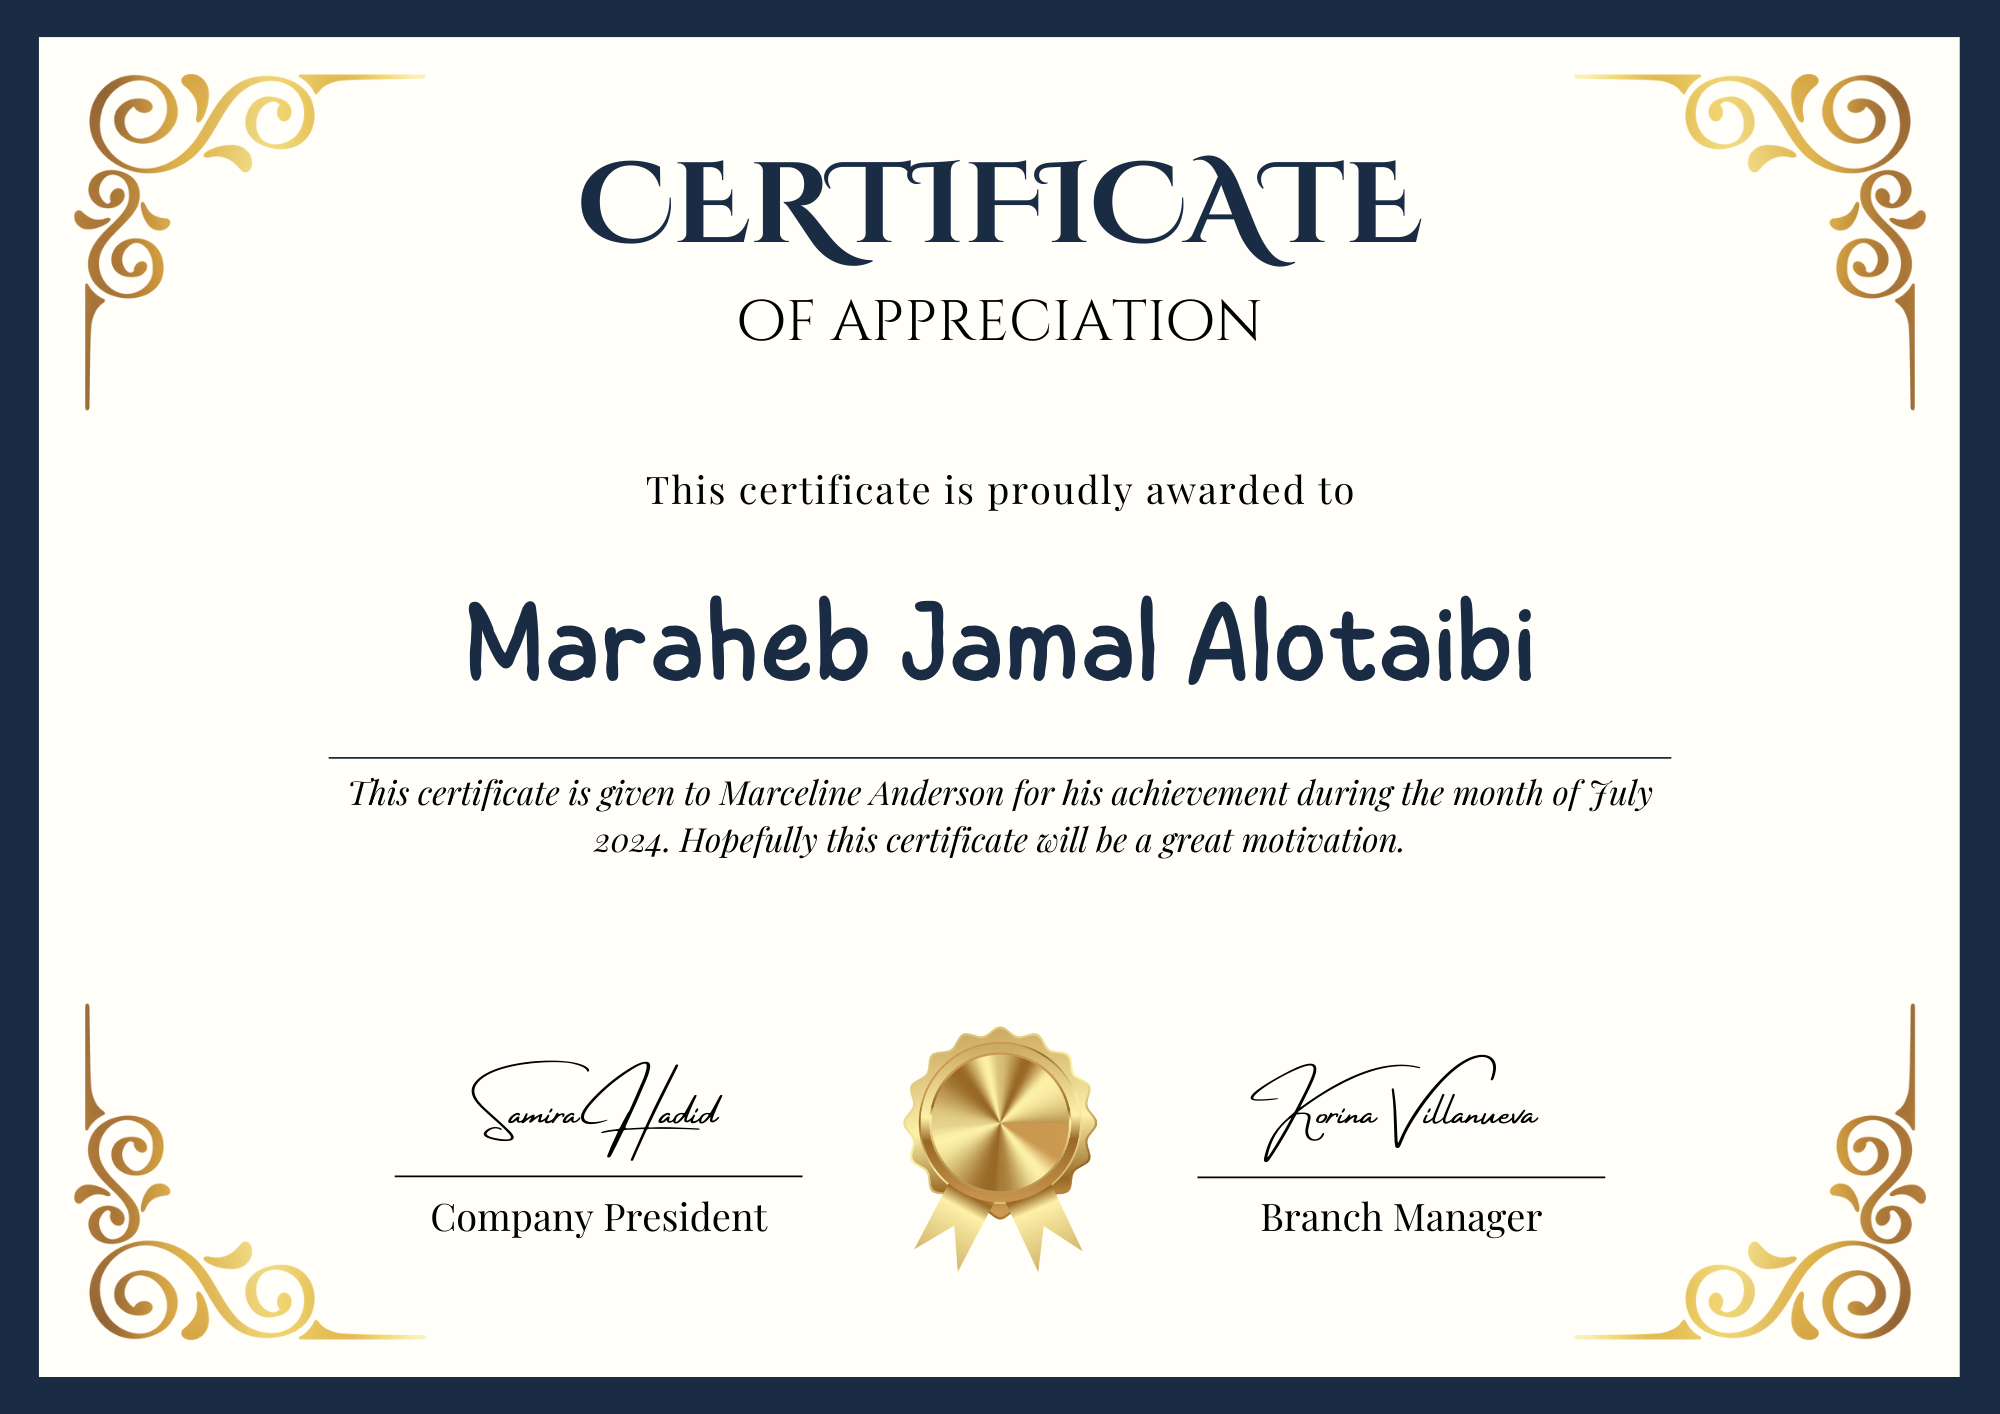 CERTIFICATE
OF APPRECIATION
This certificate is proudly awarded to
Maraheb Jamal Alotaibi
This certificate is given to Marceline Anderson for his achievement during the month of July
2024. Hopefully this certificate will be a great motivation.
Samira Hadid
Korina Villanueva
Company President
Branch Manager